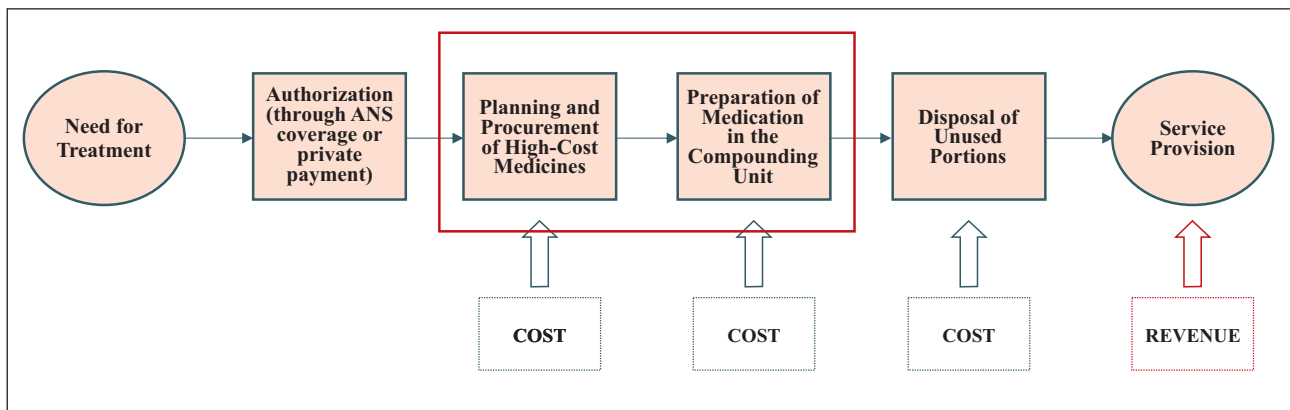 Need for
Treatment
Authorization
(through ANS
coverage or
private
payment)
Planning and
Procurement
of High-Cost
Medicines
Preparation of
Medication
in the
Compounding
Unit
Disposal of
Unused
Portions
Service
Provision
COST
COST
COST
REVENUE